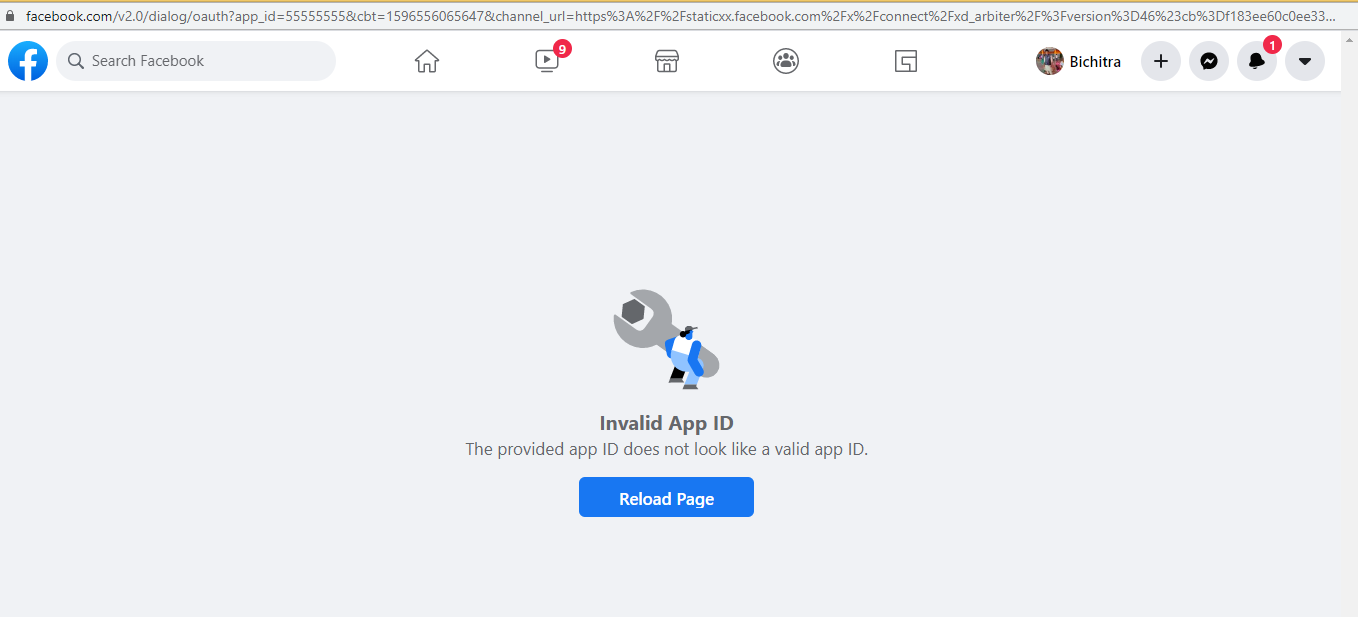 facebook.com/v2.0/dialog/oauth?app_id=55555555&cbt=1596556065647&channel_url=https%3A%2F%2Fstaticxx.facebook.com%2Fx%2Fconnect%2Fxd_arbiter%2F%3Fversion%3D46%23cb%3Df183ee60c0ee33...
Search Facebook
9
Bichitra
1
Invalid App ID
The provided app ID does not look like a valid app ID.
Reload Page